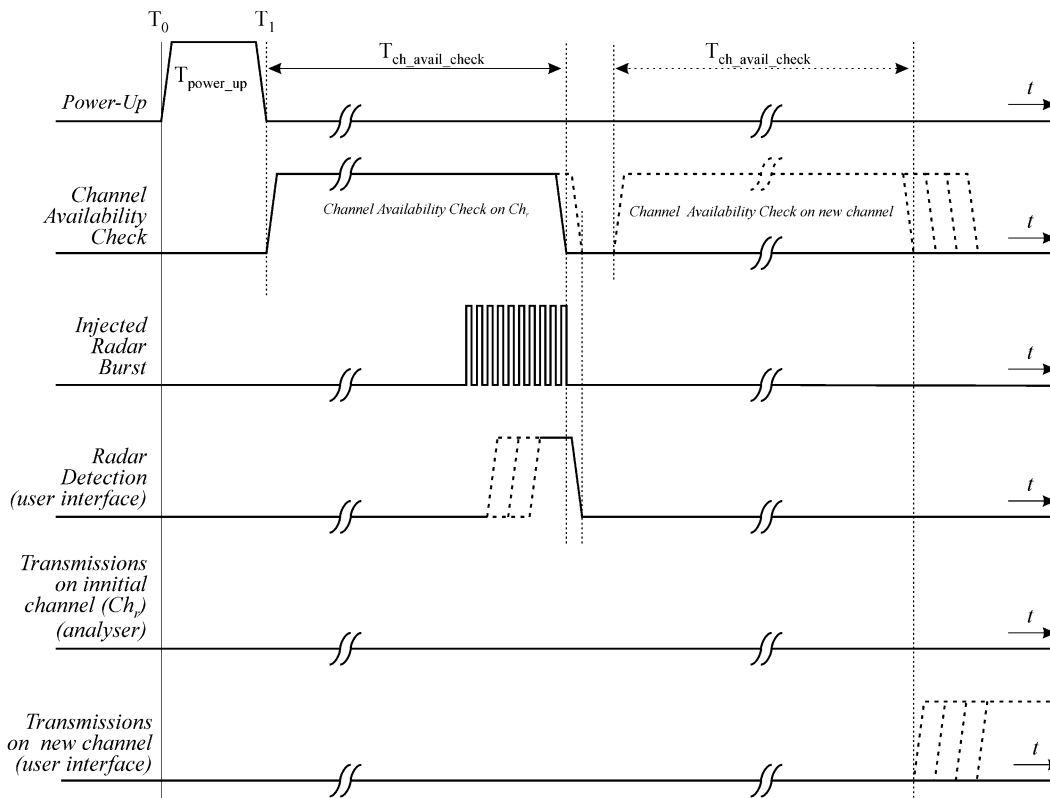 T0 T1
Tch_avail_check Tch_avail_check
Tpower_up
Power-Up t
Channel
Availability
Check t
Channel Availability Check on Chr Channel Availability Check on new channel
Injected
Radar
Burst t
Radar
Detection
(user interface) t
Transmissions
on innitial
channel (Chr)
(analyser) t
Transmissions
on new channel
(user interface) t